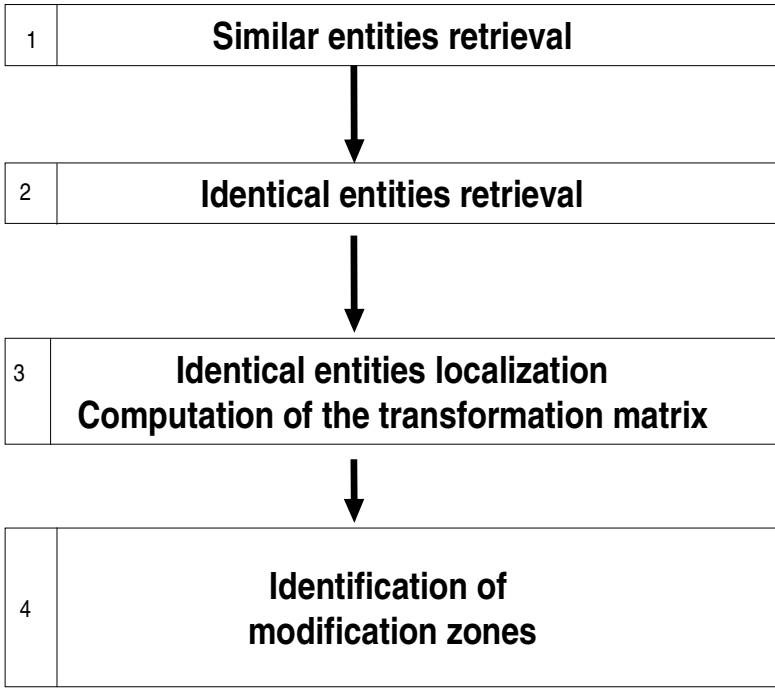 1 Similar entities retrieval
2 Identical entities retrieval
3 Identical entities localization
Computation of the transformation matrix
4 Identification of
modification zones